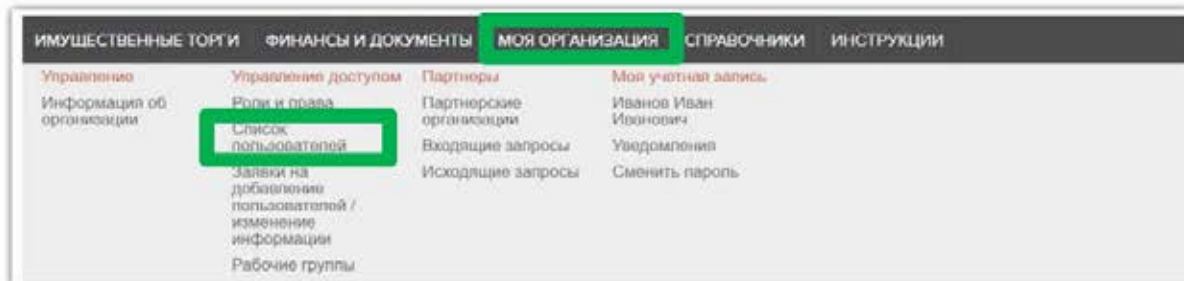 ИМУЩЕСТВЕННЫЕ ТОРГИ ФИНАНСЫ И ДОКУМЕНТЫ МОЯ ОРГАНИЗАЦИЯ СПРАВОЧНИКИ ИНСТРУКЦИИ
Управление
Информация об
организации
Управление доступом
Роли и права
Список
пользователей
Заявки на
добавление
пользователей /
изменение
информации
Рабочие группы
Партнеры
Партнерские
организации
Входящие запросы
Исходящие запросы
Моя учетная запись
Иванов Иван
Иванович
Уведомления
Сменить пароль